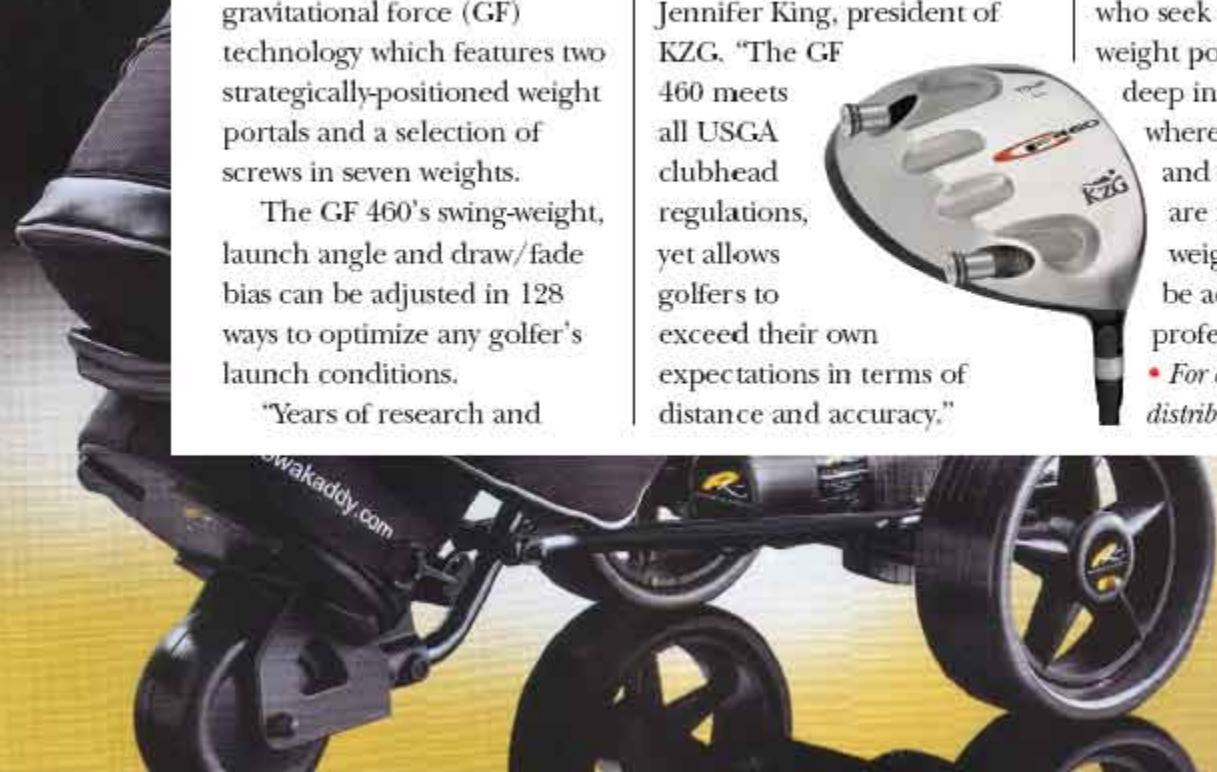 gravitational force (GF)
technology which features two
strategically-positioned weight
portals and a selection of
screws in seven weights.
The GF 460's swing-weight,
launch angle and draw/fade
bias can be adjusted in 128
ways to optimize any golfer's
launch conditions.
"Years of research and
Jennifer King, president of
KZG. "The GF
460 meets
all USGA
clubhead
regulations,
yet allows
golfers to
exceed their own
expectations in terms of
distance and accuracy."
who seek
weight
deep in
where
and
are
be
• For
KZG
owakaddy.com